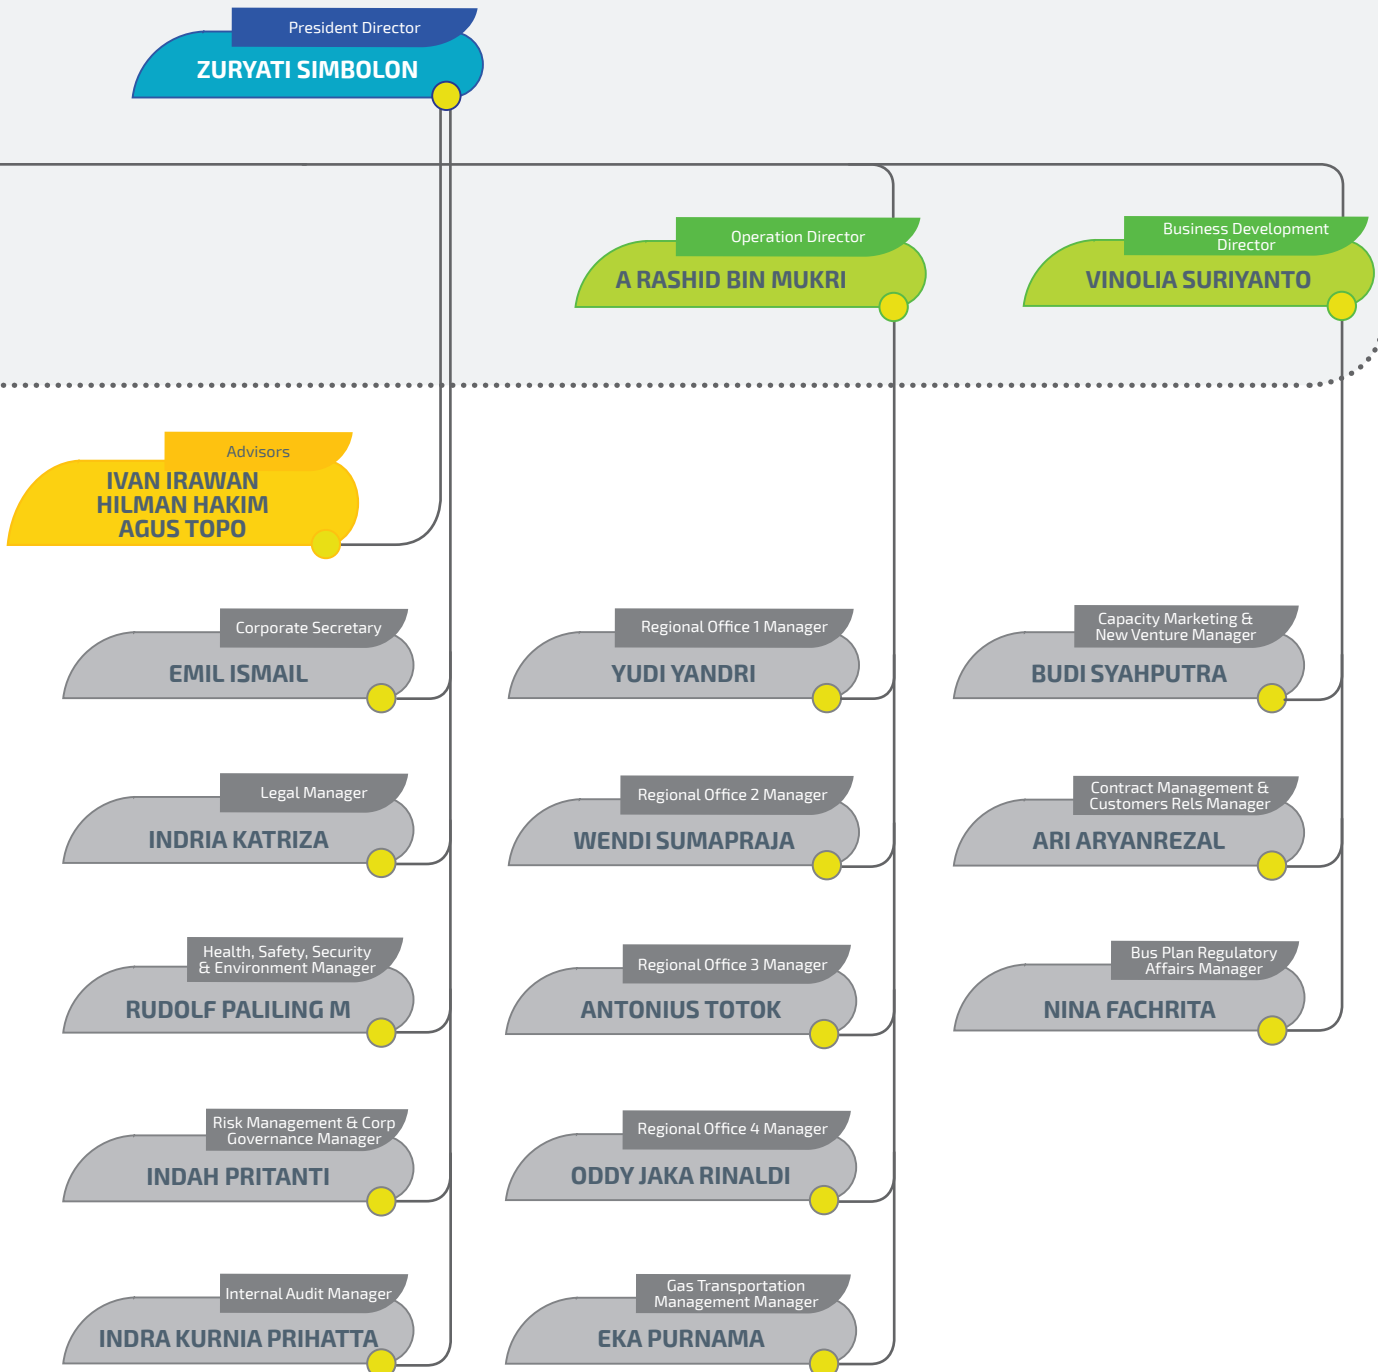 President Director
ZURYATI SIMBOLON
Operation Director
A RASHID BIN MUKRI
Business Development
Director
VINOLIA SURIYANTO
Advisors
IVAN IRAWAN
HILMAN HAKIM
AGUS TOPO
Corporate Secretary
EMIL ISMAIL
Regional Office 1 Manager
YUDI YANDRI
Capacity Marketing &
New Venture Manager
BUDI SYAHPUTRA
Legal Manager
INDRIA KATRIZA
Regional Office 2 Manager
WENDI SUMAPRAJA
Contract Management &
Customers Rels Manager
ARI ARYANREZAL
Health, Safety, Security
& Environment Manager
RUDOLF PALILING M
Regional Office 3 Manager
ANTONIUS TOTOK
Bus Plan Regulatory
Affairs Manager
NINA FACHRITA
Risk Management & Corp
Governance Manager
INDAH PRITANTI
Regional Office 4 Manager
ODDY JAKA RINALDI
Internal Audit Manager
INDRA KURNIA PRIHATTA
Gas Transportation
Management Manager
EKA PURNAMA